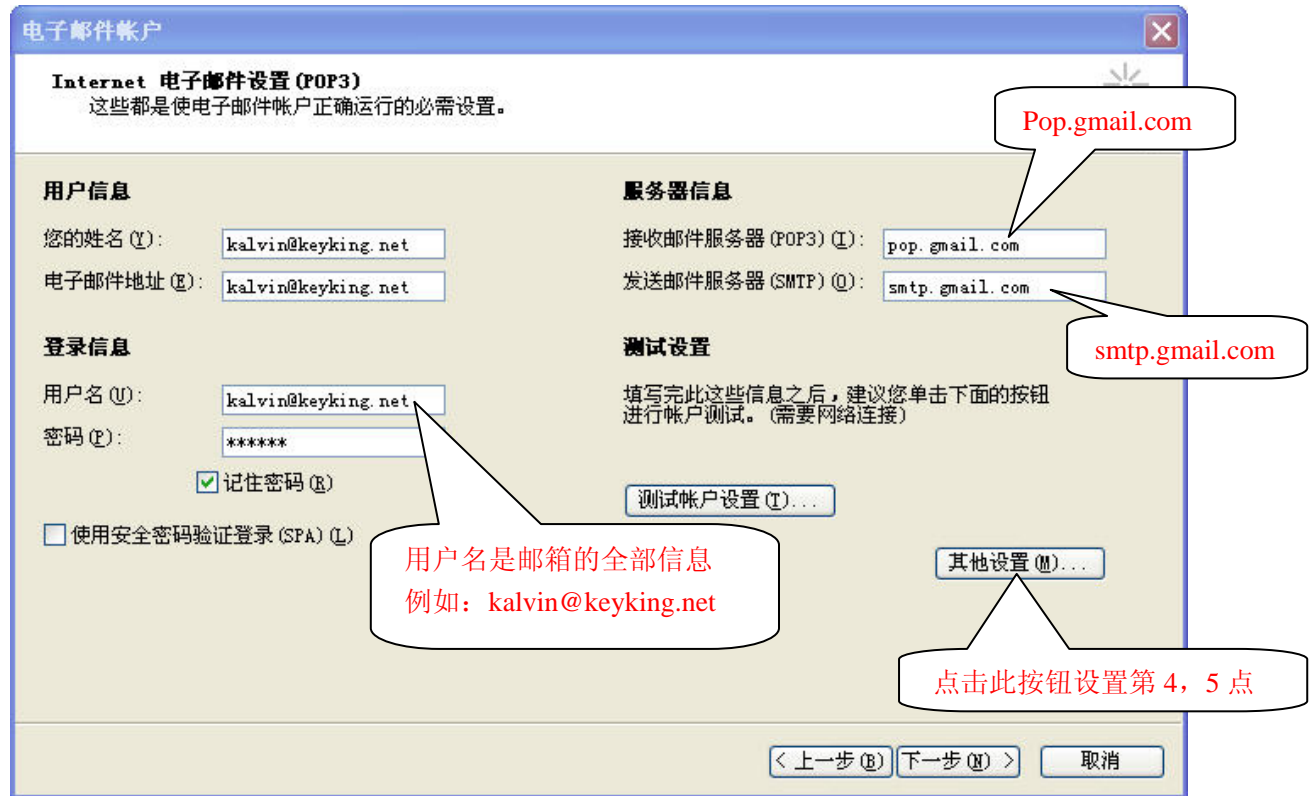 电子邮件帐户
Internet 电子邮件设置(POP3)
这些都是使电子邮件帐户正确运行的必需设置。
Pop.gmail.com
用户信息
您的姓名(Y):
kalvin@keyking.net
电子邮件地址(E):
kalvin@keyking.net
服务器信息
接收邮件服务器(POP3)(I):
pop.gmail.com
发送邮件服务器(SMTP)(O):
smtp.gmail.com
smtp.gmail.com
登录信息
用户名(U):
kalvin@keyking.net
密码(P):
******
记住密码(R)
使用安全密码验证登录(SPA)(L)
用户名是邮箱的全部信息
例如：kalvin@keyking.net
测试设置
填写完此这些信息之后，建议您单击下面的按钮
进行帐户测试。(需要网络连接)
测试帐户设置(T)...
其他设置(M)...
点击此按钮设置第 4，5 点
< 上一步(B)
下一步(N) >
取消